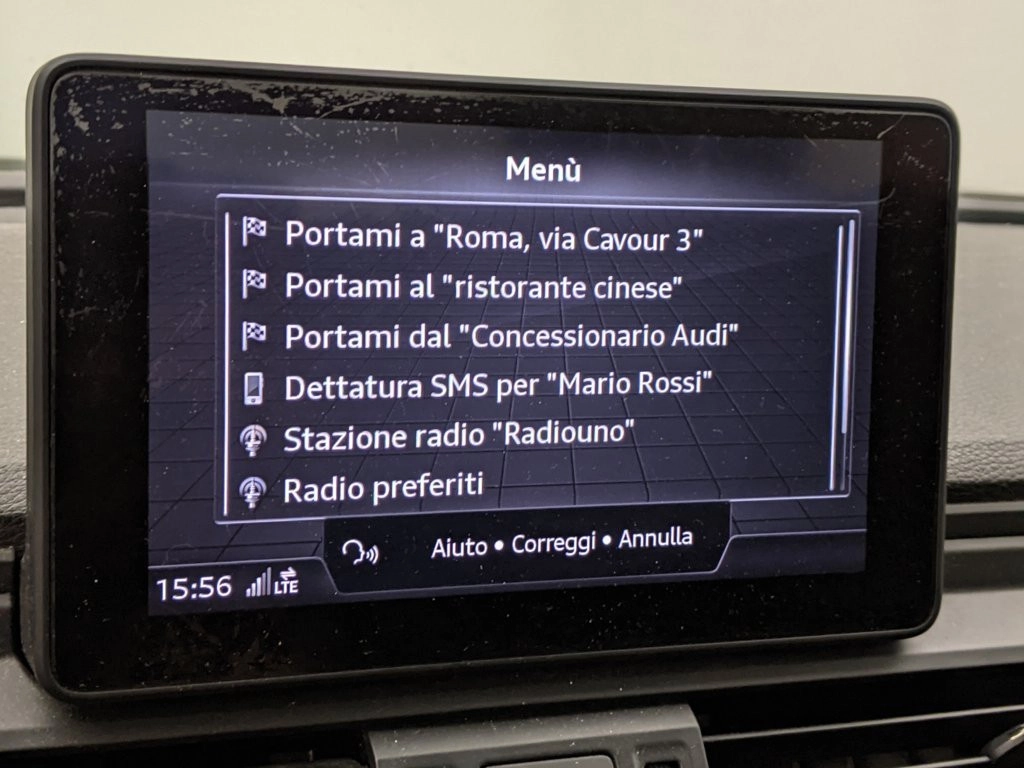 Menù
Portami a "Roma, via Cavour 3"
Portami al "ristorante cinese"
Portami dal "Concessionario Audi"
Dettatura SMS per "Mario Rossi"
Stazione radio "Radiouno"
Radio preferiti
Aiuto • Correggi • Annulla
15:56 LTE